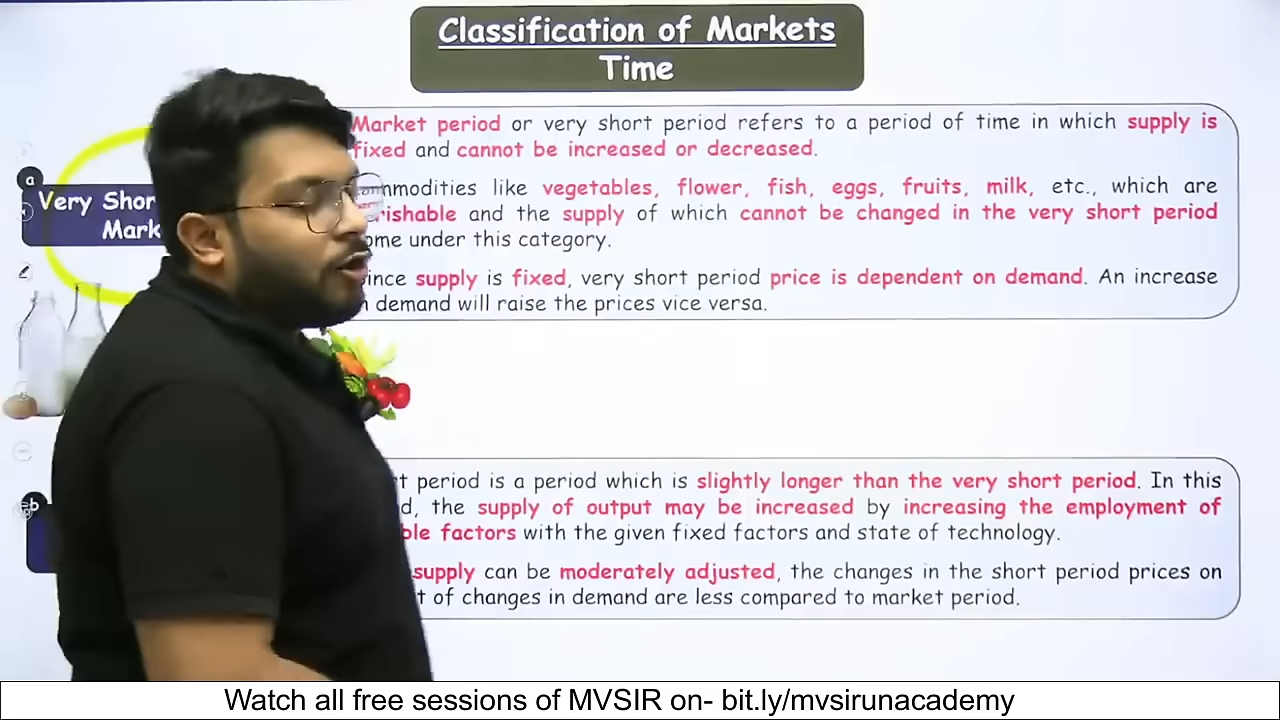 Classification of Markets
Time
Market period or very short period refers to a period of time in which supply is
fixed and cannot be increased or decreased.
a
Very Shor
Mark
vegetables, flower, fish, eggs, fruits, milk, etc., which are
and the supply of which cannot be changed in the very short period
under this category.
supply is fixed, very short period price is dependent on demand. An increase
demand will raise the prices vice versa.
b
period is a period which is slightly longer than the very short period. In this
the supply of output may be increased by increasing the employment of
factors with the given fixed factors and state of technology.
supply can be moderately adjusted, the changes in the short period prices on
of changes in demand are less compared to market period.
Watch all free sessions of MVSIR on- bit.ly/mvsirunacademy